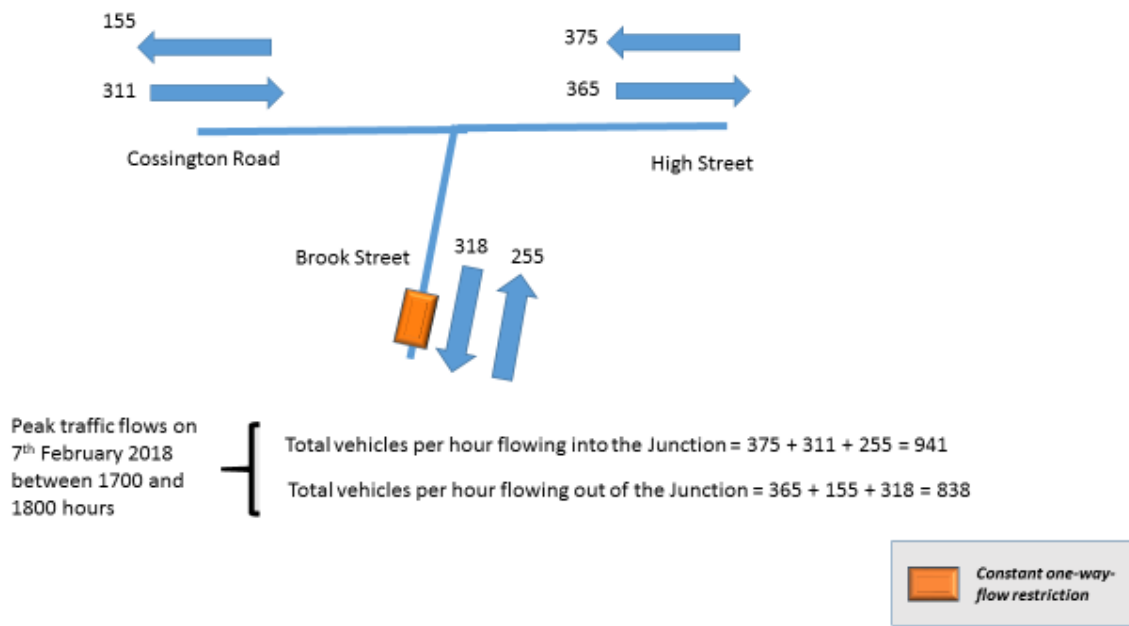 155
375
311
365
Cossington Road
High Street
Brook Street
318
255
Peak traffic flows on
7th February 2018
between 1700 and
1800 hours
Total vehicles per hour flowing into the Junction = 375 + 311 + 255 = 941
Total vehicles per hour flowing out of the Junction = 365 + 155 + 318 = 838
Constant one-way-
flow restriction